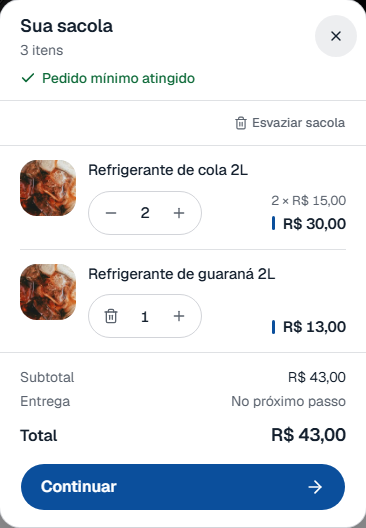 Sua sacola
3 itens
Pedido mínimo atingido
Esvaziar sacola
Refrigerante de cola 2L
2
2 × R$ 15,00
R$ 30,00
Refrigerante de guaraná 2L
1
R$ 13,00
Subtotal R$ 43,00
Entrega No próximo passo
Total R$ 43,00
Continuar